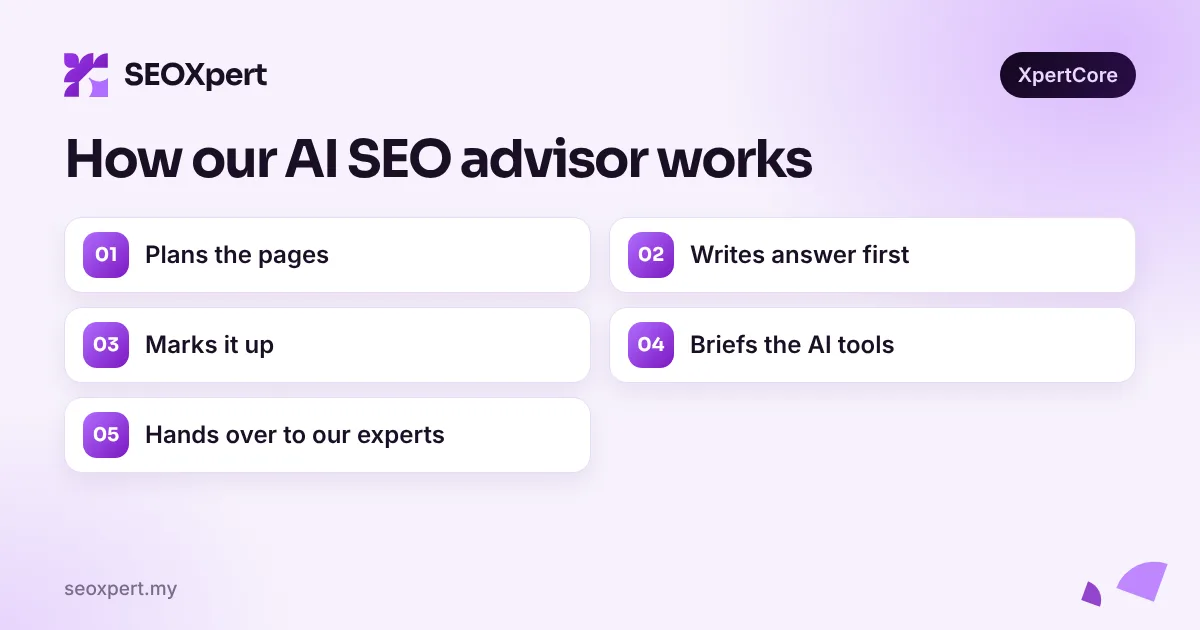 SEOXpert
XpertCore
How our AI SEO advisor works
01 Plans the pages
02 Writes answer first
03 Marks it up
04 Briefs the AI tools
05 Hands over to our experts
seoxpert.my